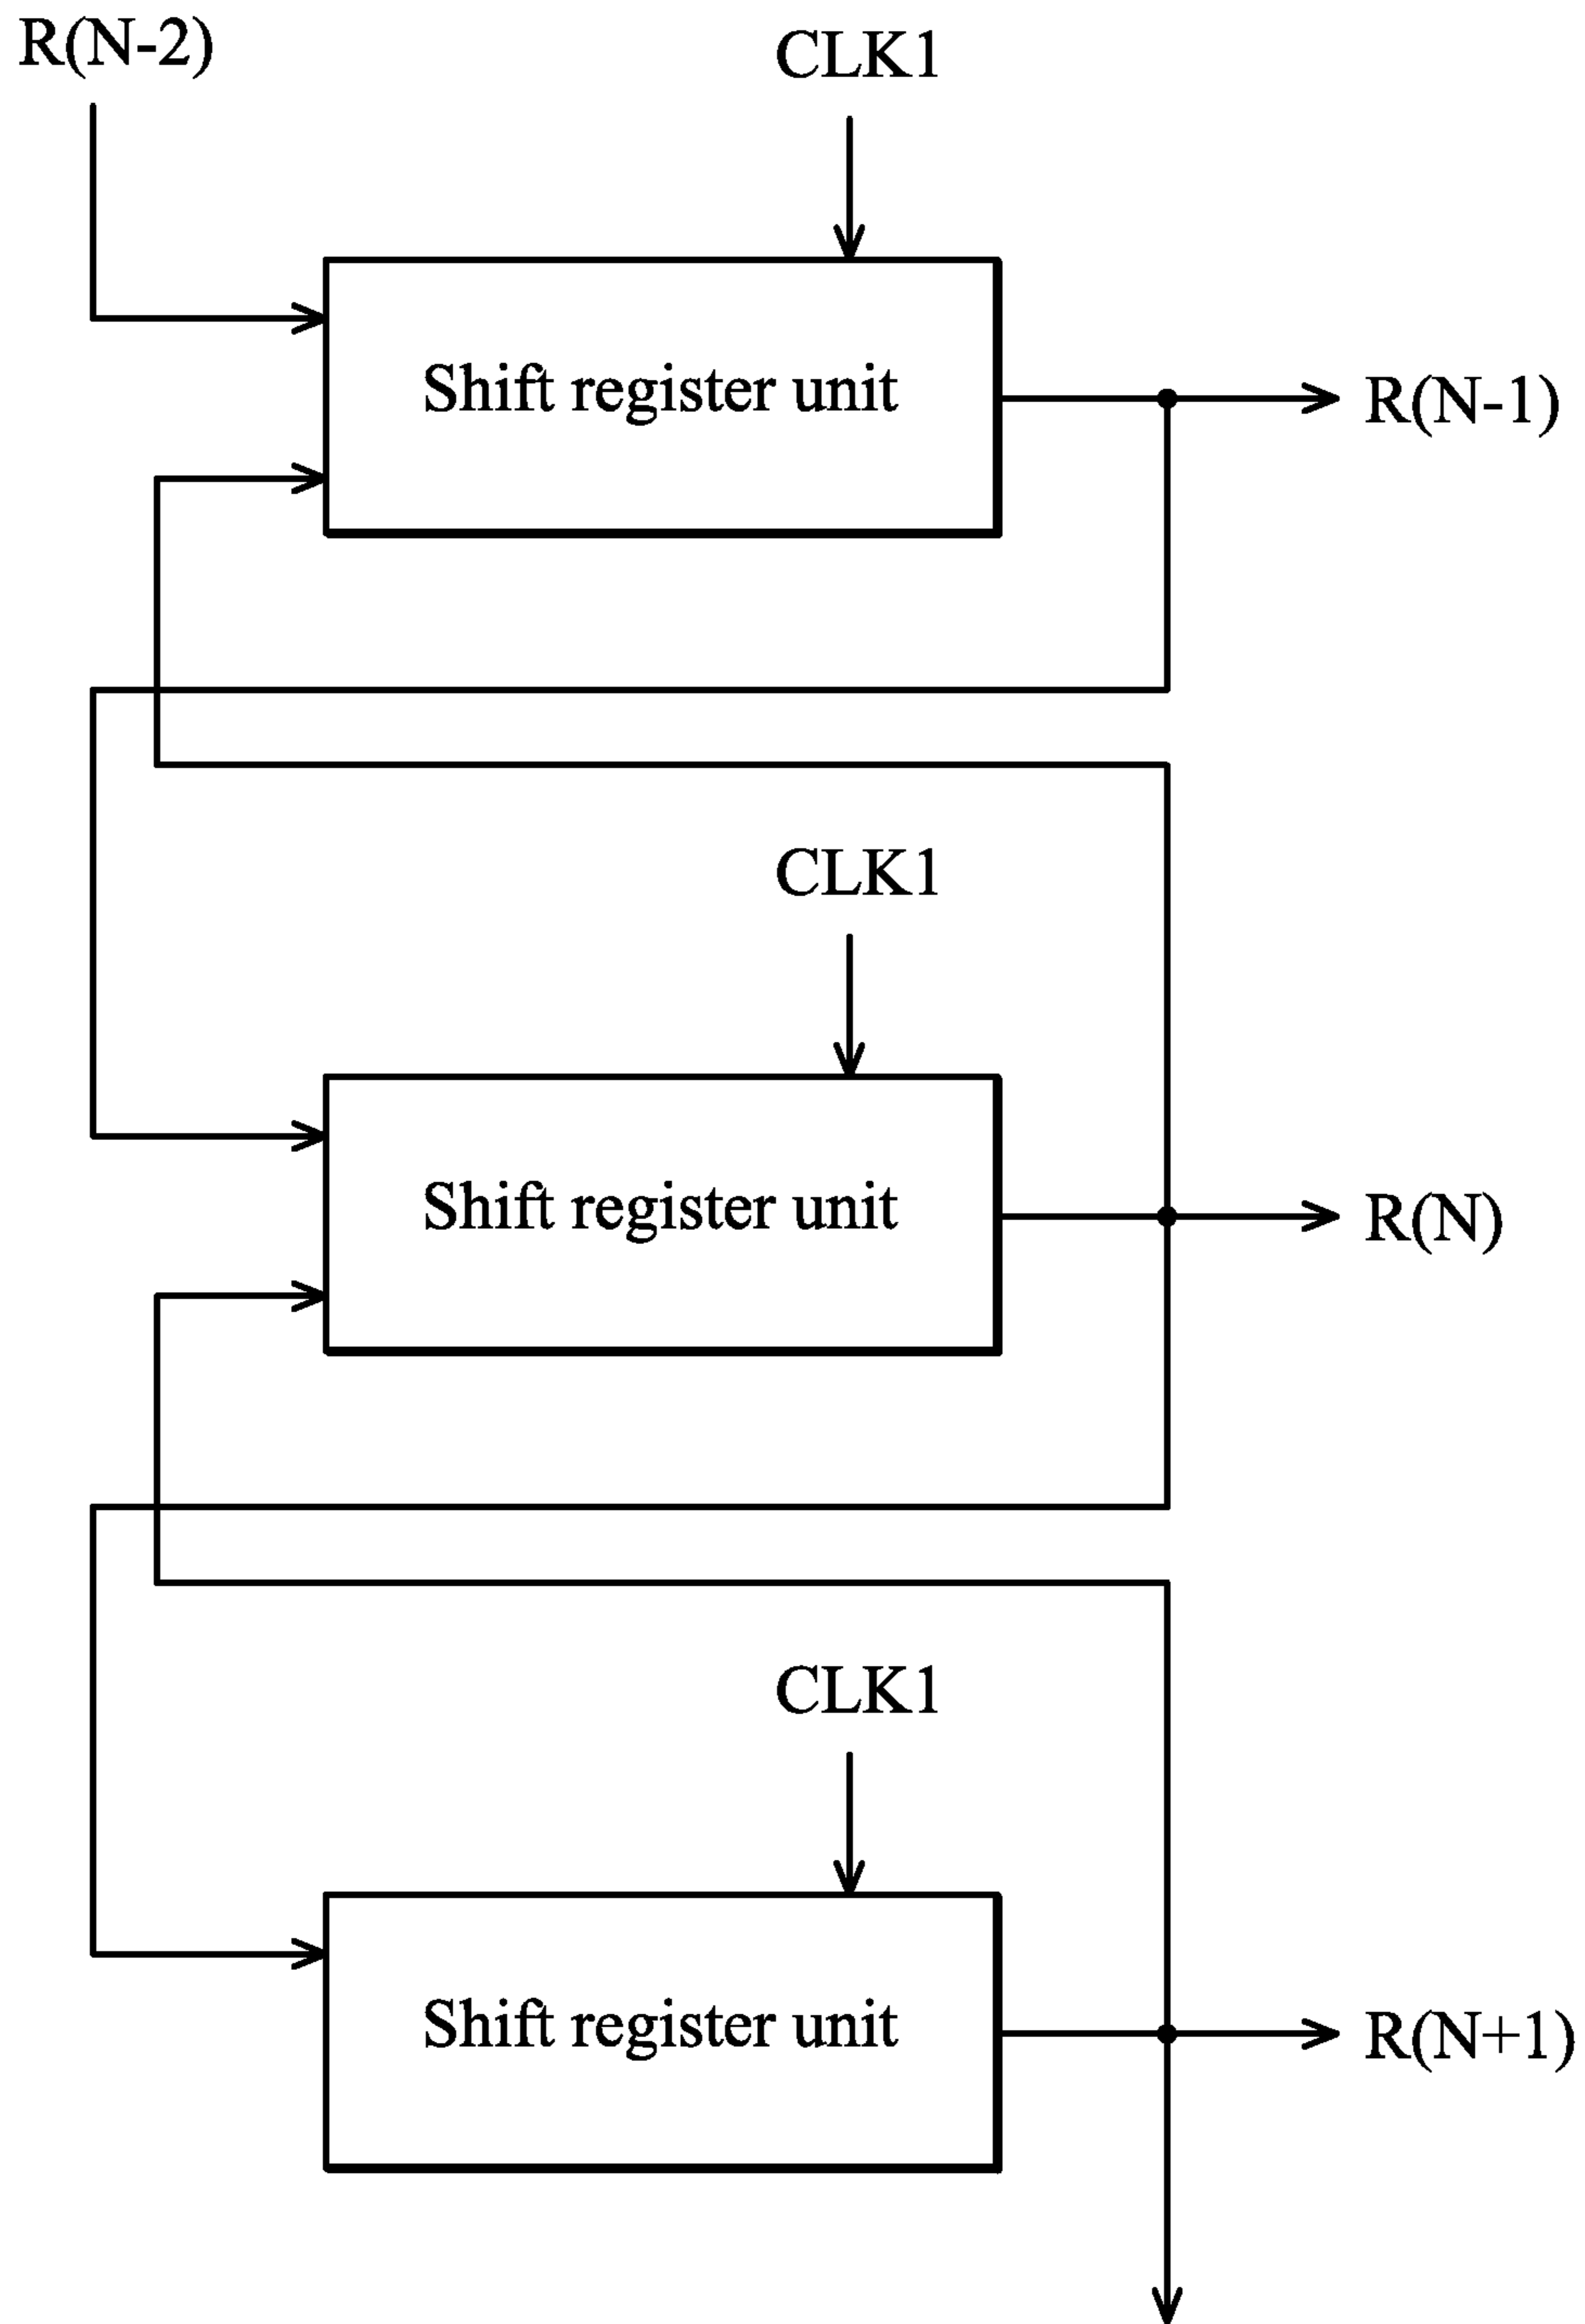 R(N-2)
CLK1
Shift register unit
R(N-1)
CLK1
Shift register unit
R(N)
CLK1
Shift register unit
R(N+1)